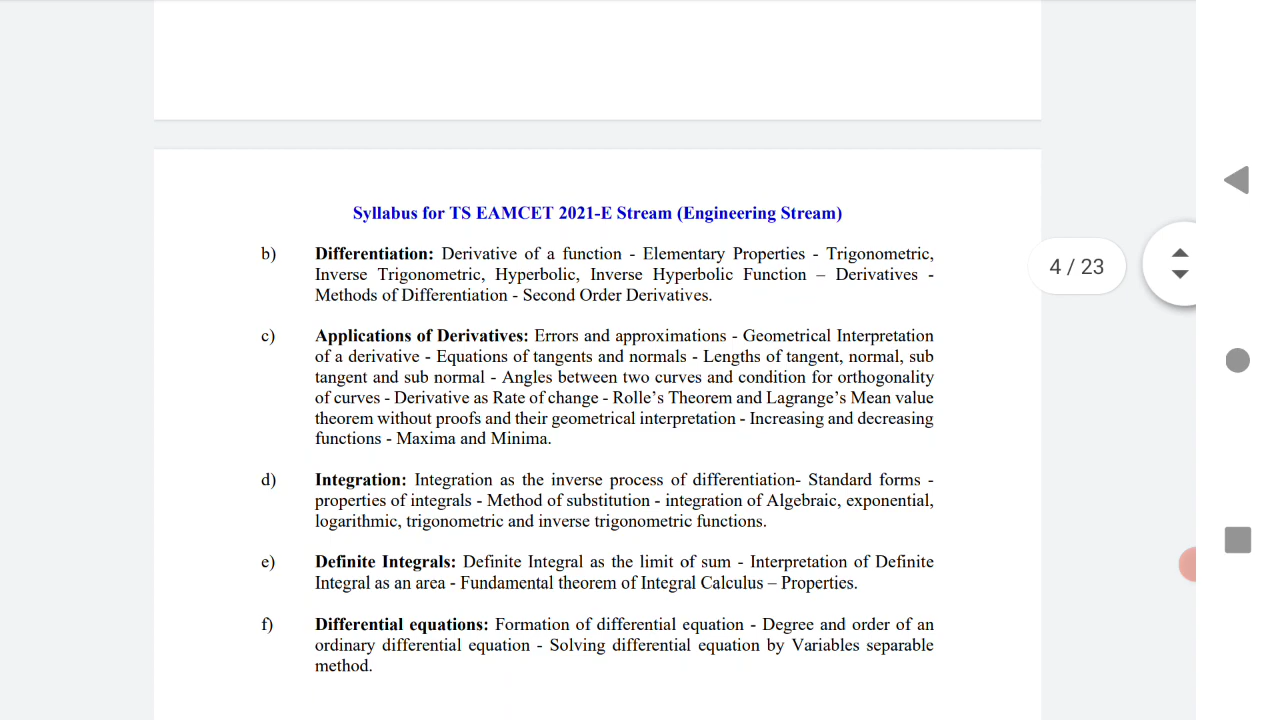 Syllabus for TS EAMCET 2021-E Stream (Engineering Stream)
b) Differentiation: Derivative of a function - Elementary Properties - Trigonometric,
Inverse Trigonometric, Hyperbolic, Inverse Hyperbolic Function – Derivatives -
Methods of Differentiation - Second Order Derivatives.
4 / 23
c) Applications of Derivatives: Errors and approximations - Geometrical Interpretation
of a derivative - Equations of tangents and normals - Lengths of tangent, normal, sub
tangent and sub normal - Angles between two curves and condition for orthogonality
of curves - Derivative as Rate of change - Rolle’s Theorem and Lagrange’s Mean value
theorem without proofs and their geometrical interpretation - Increasing and decreasing
functions - Maxima and Minima.
d) Integration: Integration as the inverse process of differentiation- Standard forms -
properties of integrals - Method of substitution - integration of Algebraic, exponential,
logarithmic, trigonometric and inverse trigonometric functions.
e) Definite Integrals: Definite Integral as the limit of sum - Interpretation of Definite
Integral as an area - Fundamental theorem of Integral Calculus – Properties.
f) Differential equations: Formation of differential equation - Degree and order of an
ordinary differential equation - Solving differential equation by Variables separable
method.